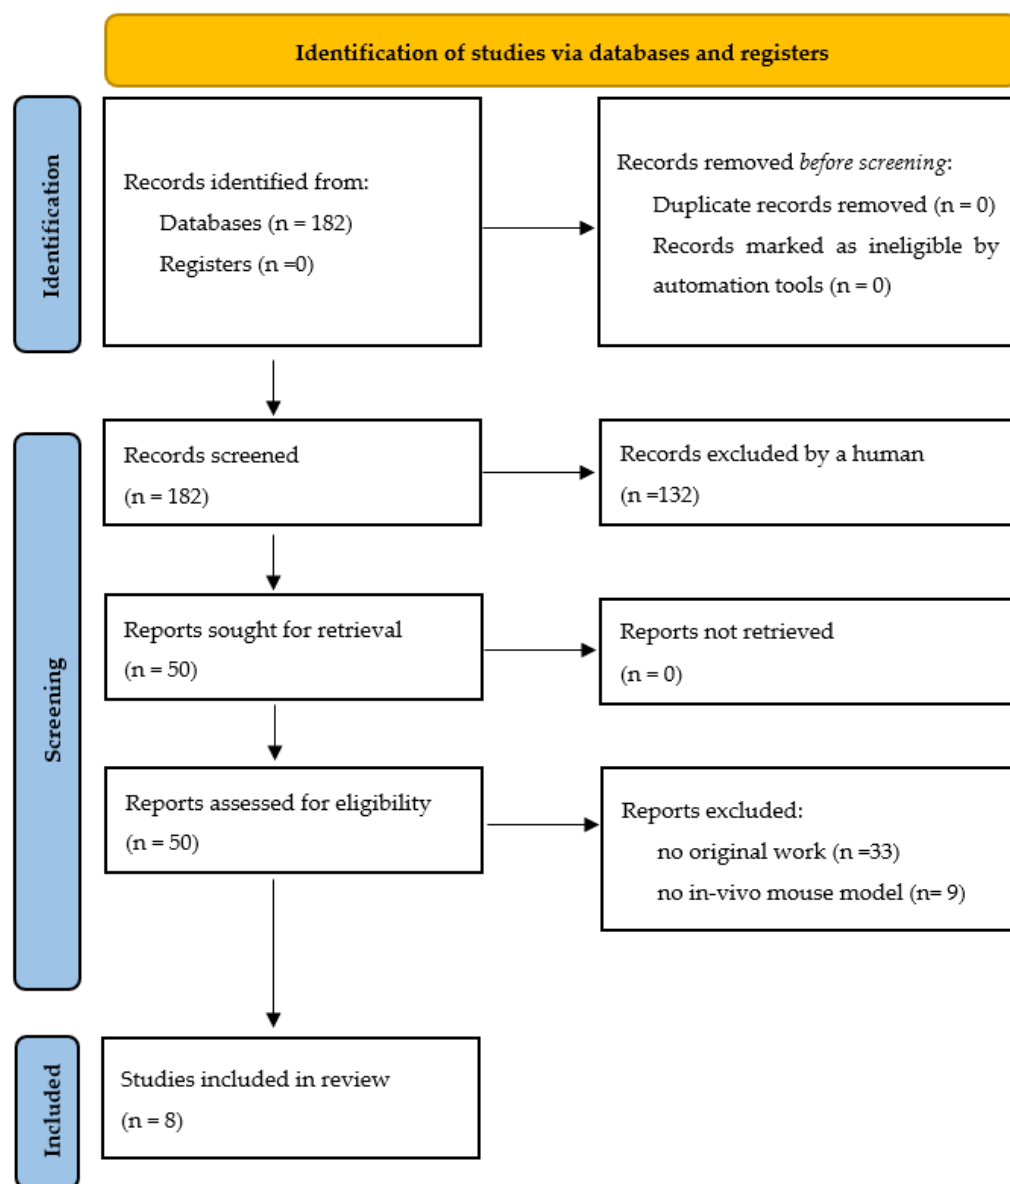 Identification of studies via databases and registers
Identification
Records identified from:
Databases (n = 182)
Registers (n =0)
Records removed before screening:
Duplicate records removed (n = 0)
Records marked as ineligible by
automation tools (n = 0)
Screening
Records screened
(n = 182)
Records excluded by a human
(n =132)
Reports sought for retrieval
(n = 50)
Reports not retrieved
(n = 0)
Reports assessed for eligibility
(n = 50)
Reports excluded:
no original work (n =33)
no in-vivo mouse model (n= 9)
Included
Studies included in review
(n = 8)